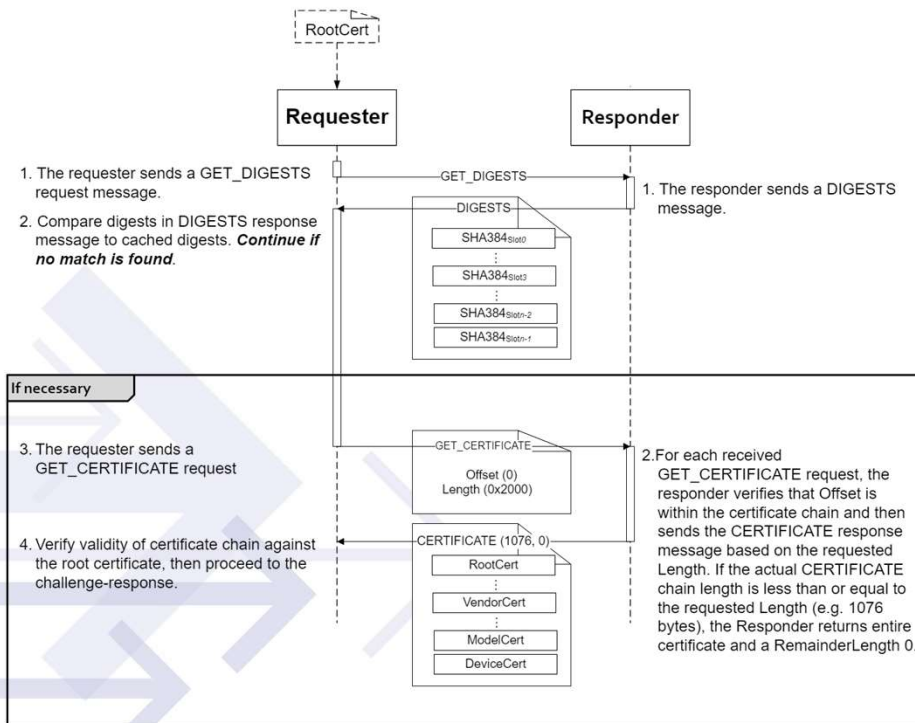 RootCert
Requester
Responder
1. The requester sends a GET_DIGESTS
request message.
GET_DIGESTS
1. The responder sends a DIGESTS
message.
2. Compare digests in DIGESTS response
message to cached digests. Continue if
no match is found.
DIGESTS
SHA384Slot0
⋮
SHA384Slot3
⋮
SHA384Slotn-2
SHA384Slotn-1
If necessary
3. The requester sends a
GET_CERTIFICATE request
GET_CERTIFICATE
Offset (0)
Length (0x2000)
2.For each received
GET_CERTIFICATE request, the
responder verifies that Offset is
within the certificate chain and then
sends the CERTIFICATE response
message based on the requested
Length. If the actual CERTIFICATE
chain length is less than or equal to
the requested Length (e.g. 1076
bytes), the Responder returns entire
certificate and a RemainderLength 0.
4. Verify validity of certificate chain against
the root certificate, then proceed to the
challenge-response.
CERTIFICATE (1076, 0)
RootCert
⋮
VendorCert
⋮
ModelCert
DeviceCert